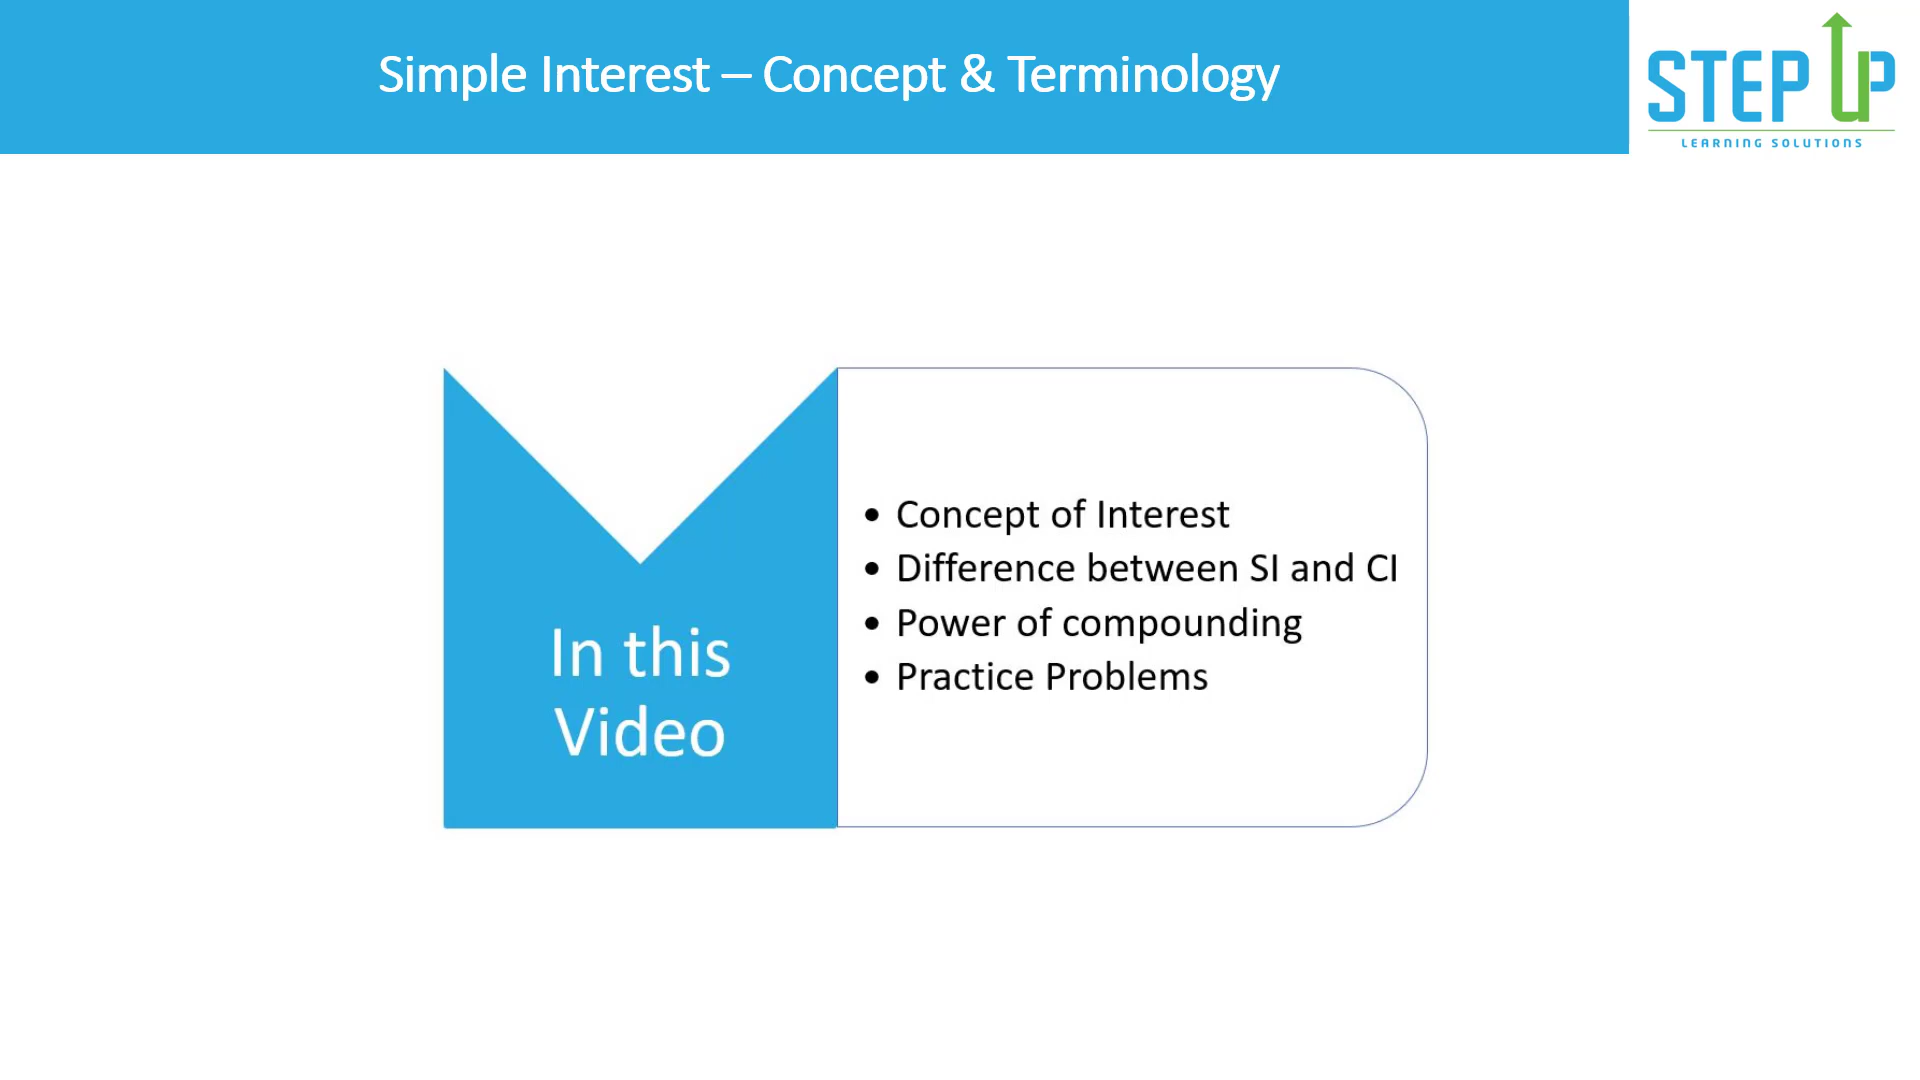 Simple Interest – Concept & Terminology
STEP UP
LEARNING SOLUTIONS
In this
Video
• Concept of Interest
• Difference between SI and CI
• Power of compounding
• Practice Problems